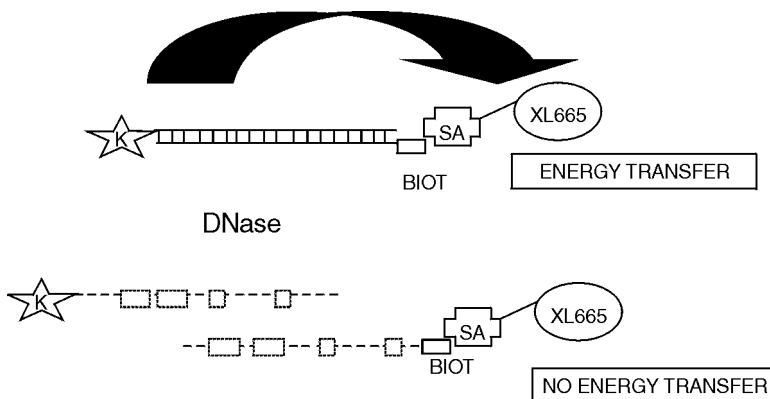 XL665
K
SA
BIOT
ENERGY TRANSFER
DNase
K
XL665
SA
BIOT
NO ENERGY TRANSFER